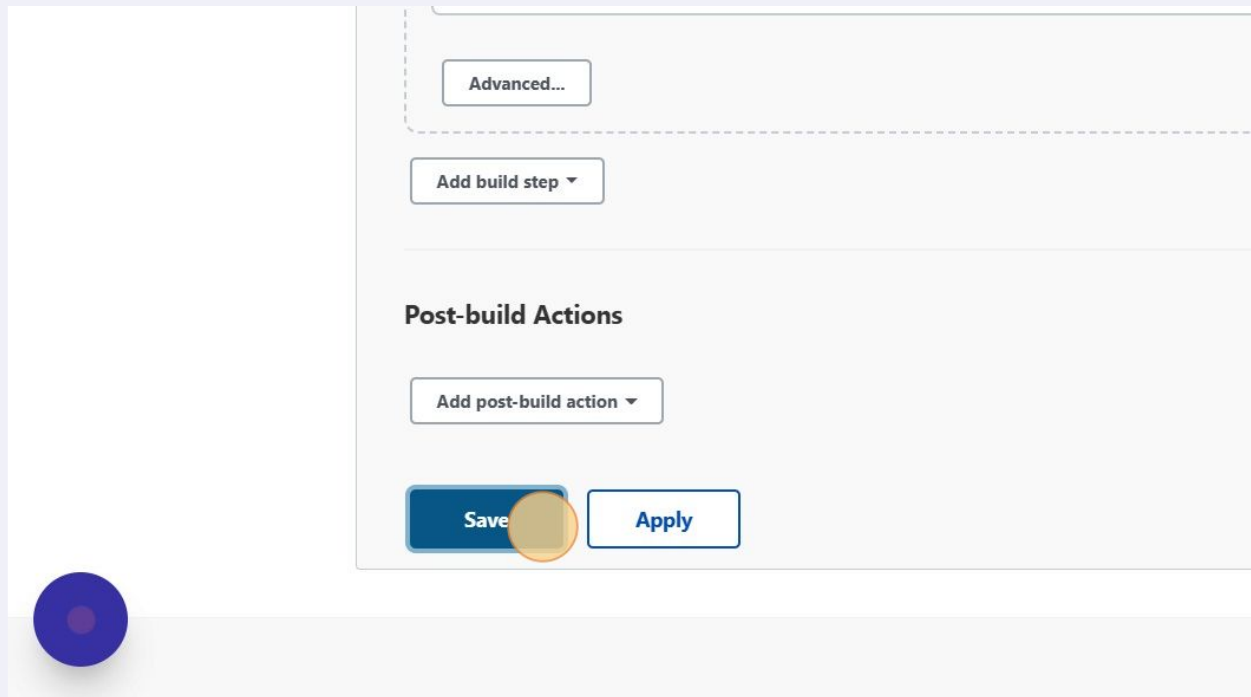 Advanced...
Add build step
Post-build Actions
Add post-build action
Save
Apply